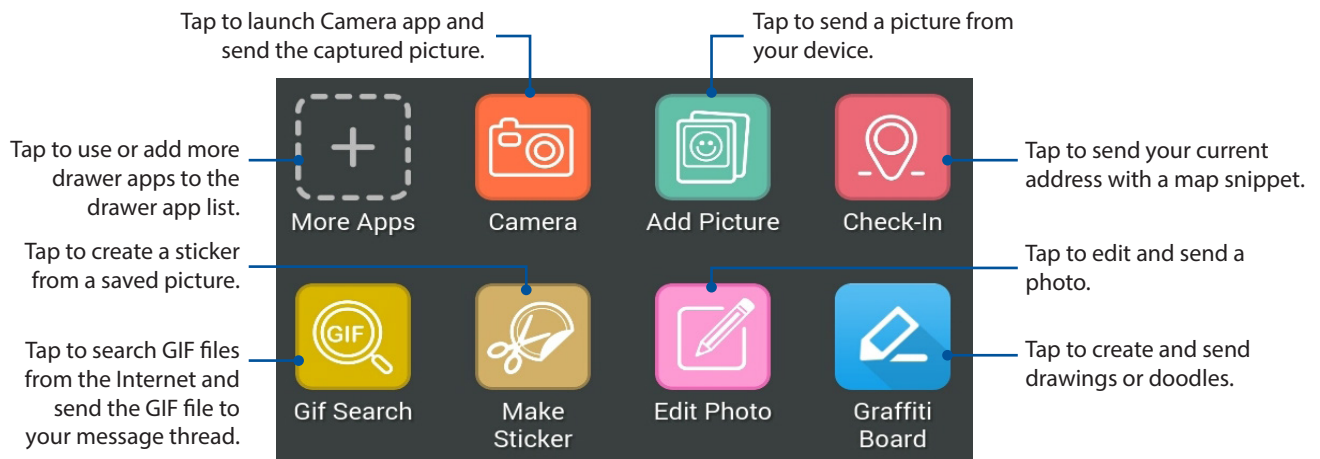 Tap to launch Camera app and
send the captured picture.
Tap to send a picture from
your device.
Tap to use or add more
drawer apps to the
drawer app list.
More Apps
Camera
Add Picture
Check-In
Tap to send your current
address with a map snippet.
Tap to create a sticker
from a saved picture.
Tap to edit and send a
photo.
Tap to search GIF files
from the Internet and
send the GIF file to
your message thread.
GIF
Gif Search
Make
Sticker
Edit Photo
Graffiti
Board
Tap to create and send
drawings or doodles.